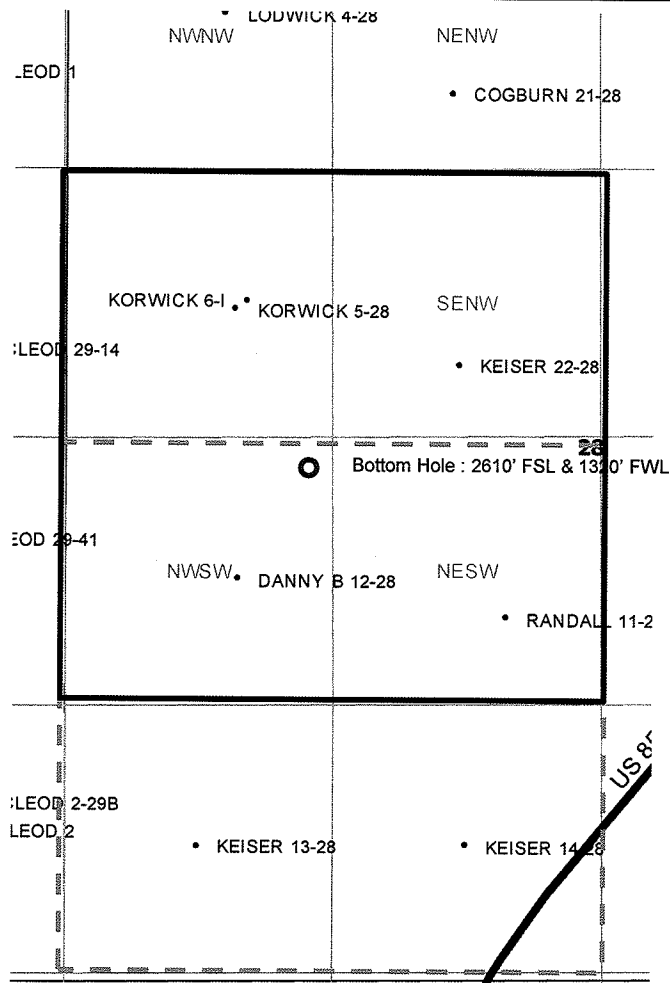 LODWICK 4-28
NWNW
NENW
LEOD 1
COGBURN 21-28
KORWICK 6-I
KORWICK 5-28
SENW
LEOD 29-14
KEISER 22-28
28
Bottom Hole : 2610' FSL & 1320' FWL
EOD 29-41
NWSW
DANNY B 12-28
NESW
RANDALL 11-2
US
LEOD 2-29B
LEOD 2
KEISER 13-28
KEISER 14-28